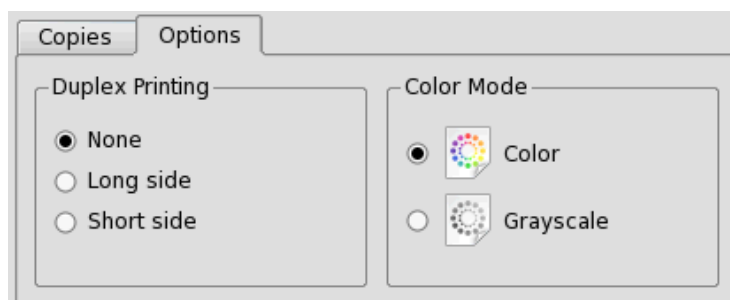 Copies Options
Duplex Printing
None
Long side
Short side
Color Mode
Color
Grayscale